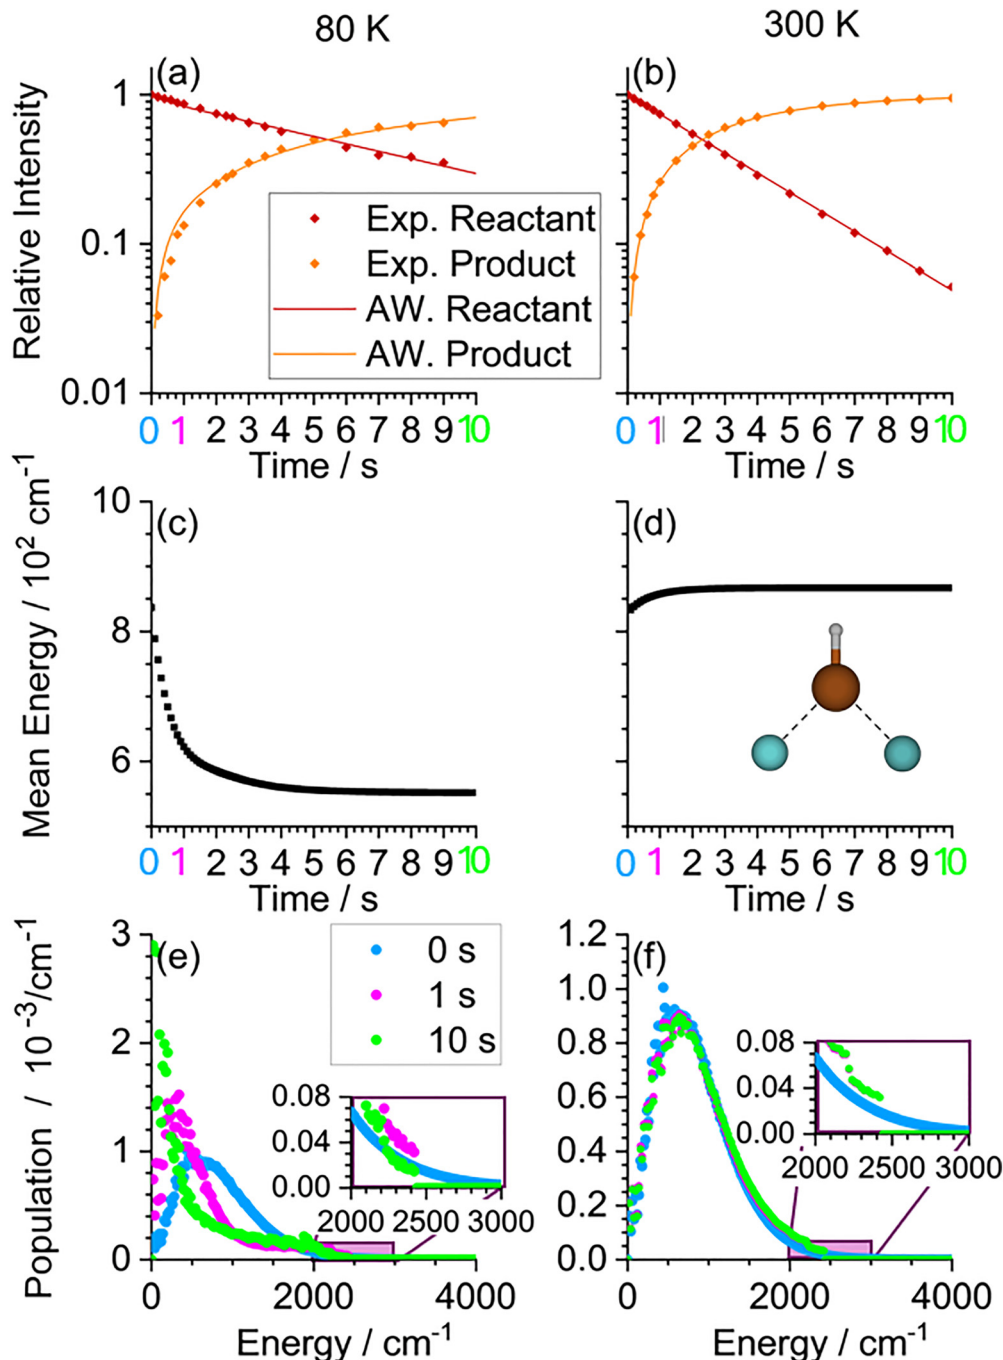 80 K
300 K
(a)
(b)
Relative Intensity
1
0.1
0.01
Exp. Reactant
Exp. Product
AW. Reactant
AW. Product
0 1 2 3 4 5 6 7 8 9 10
0 1 2 3 4 5 6 7 8 9 10
Time / s
Time / s
(c)
(d)
Mean Energy / 10² cm⁻¹
10
8
6
0 1 2 3 4 5 6 7 8 9 10
0 1 2 3 4 5 6 7 8 9 10
Time / s
Time / s
(e)
(f)
Population / 10⁻³/cm⁻¹
3
2
1
0
0 s
1 s
10 s
0.08
0.04
0.00
2000 2500 3000
0 2000 4000
Energy / cm⁻¹
1.2
1.0
0.8
0.6
0.4
0.2
0.0
0.08
0.04
0.00
2000 2500 3000
0 2000 4000
Energy / cm⁻¹